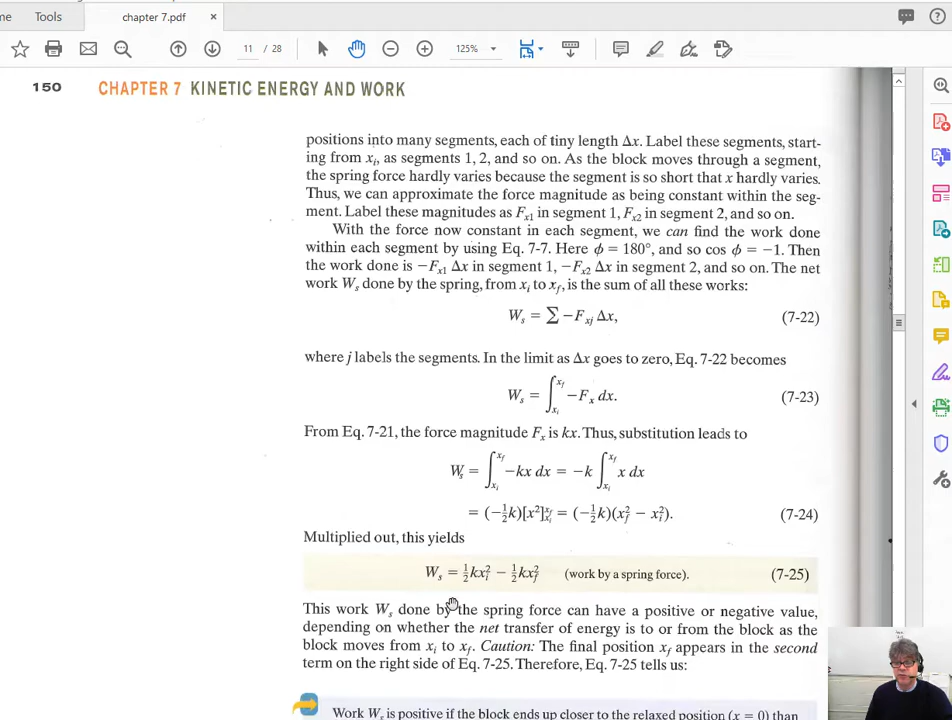 me Tools chapter 7.pdf ×
11 / 28 125%
150 CHAPTER 7 KINETIC ENERGY AND WORK
positions into many segments, each of tiny length Δx. Label these segments, start-
ing from xᵢ, as segments 1, 2, and so on. As the block moves through a segment,
the spring force hardly varies because the segment is so short that x hardly varies.
Thus, we can approximate the force magnitude as being constant within the seg-
ment. Label these magnitudes as Fₓ₁ in segment 1, Fₓ₂ in segment 2, and so on.
With the force now constant in each segment, we can find the work done
within each segment by using Eq. 7-7. Here ϕ = 180°, and so cos ϕ = −1. Then
the work done is −Fₓ₁ Δx in segment 1, −Fₓ₂ Δx in segment 2, and so on. The net
work Wₛ done by the spring, from xᵢ to x_f, is the sum of all these works:
Wₛ = ∑ −F_xj Δx, (7-22)
where j labels the segments. In the limit as Δx goes to zero, Eq. 7-22 becomes
Wₛ = ∫_{xᵢ}^{x_f} −Fₓ dx. (7-23)
From Eq. 7-21, the force magnitude Fₓ is kx. Thus, substitution leads to
Wₛ = ∫_{xᵢ}^{x_f} −kx dx = −k ∫_{xᵢ}^{x_f} x dx
= (−½k)[x²]_{xᵢ}^{x_f} = (−½k)(x_f² − xᵢ²). (7-24)
Multiplied out, this yields
Wₛ = ½kxᵢ² − ½kx_f² (work by a spring force). (7-25)
This work Wₛ done by the spring force can have a positive or negative value,
depending on whether the net transfer of energy is to or from the block as the
block moves from xᵢ to x_f. Caution: The final position x_f appears in the second
term on the right side of Eq. 7-25. Therefore, Eq. 7-25 tells us:
Work Wₛ is positive if the block ends up closer to the relaxed position (x = 0) than